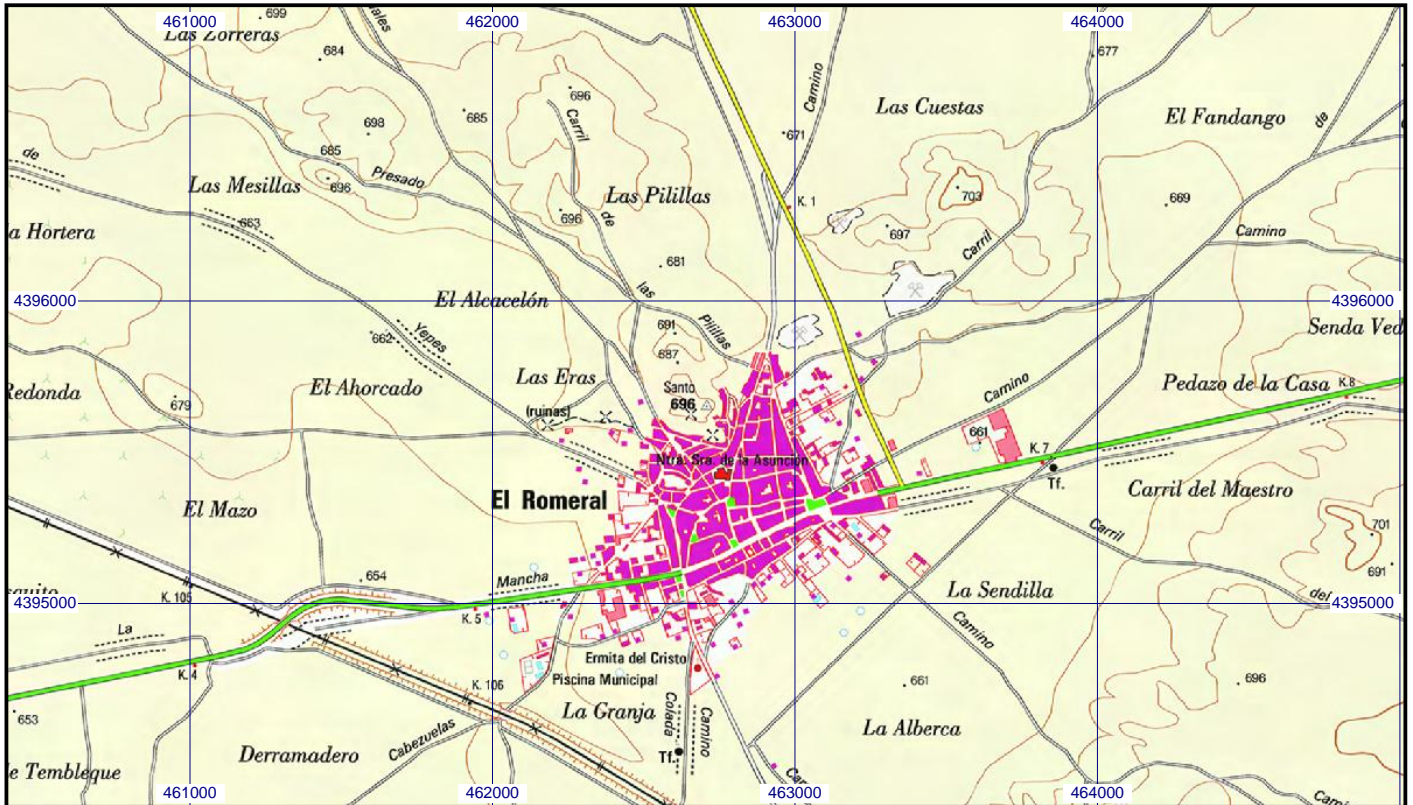 461000
462000
463000
464000
699
Las Zorreras
684
677
696
Camino
698
685
Carril
Las Cuestas
671
El Fandango
de
de
685
Presado
Las Mesillas
696
Las Pilillas
703
669
K. 1
663
696
de
697
Carril
Camino
a Hortera
681
El Alcacelón
las
4396000
4396000
Pilillas
Senda Ved
662
Yepes
691
687
Las Eras
Redonda
El Ahorcado
Santo
696
Camino
Pedazo de la Casa
K.8
679
(ruinas)
661
Ntra. Sra. de la Asunción
K. 7
Tf.
El Romeral
Carril del Maestro
El Mazo
Carril
701
691
654
Mancha
La Sendilla
squito
K. 105
del
4395000
4395000
La
K. 5
Camino
Ermita del Cristo
K. 4
Piscina Municipal
K. 106
661
696
653
La Granja
Colada
Camino
La Alberca
Derramadero
Cabezuelas
Tf.
le Tembleque
461000
462000
463000
464000